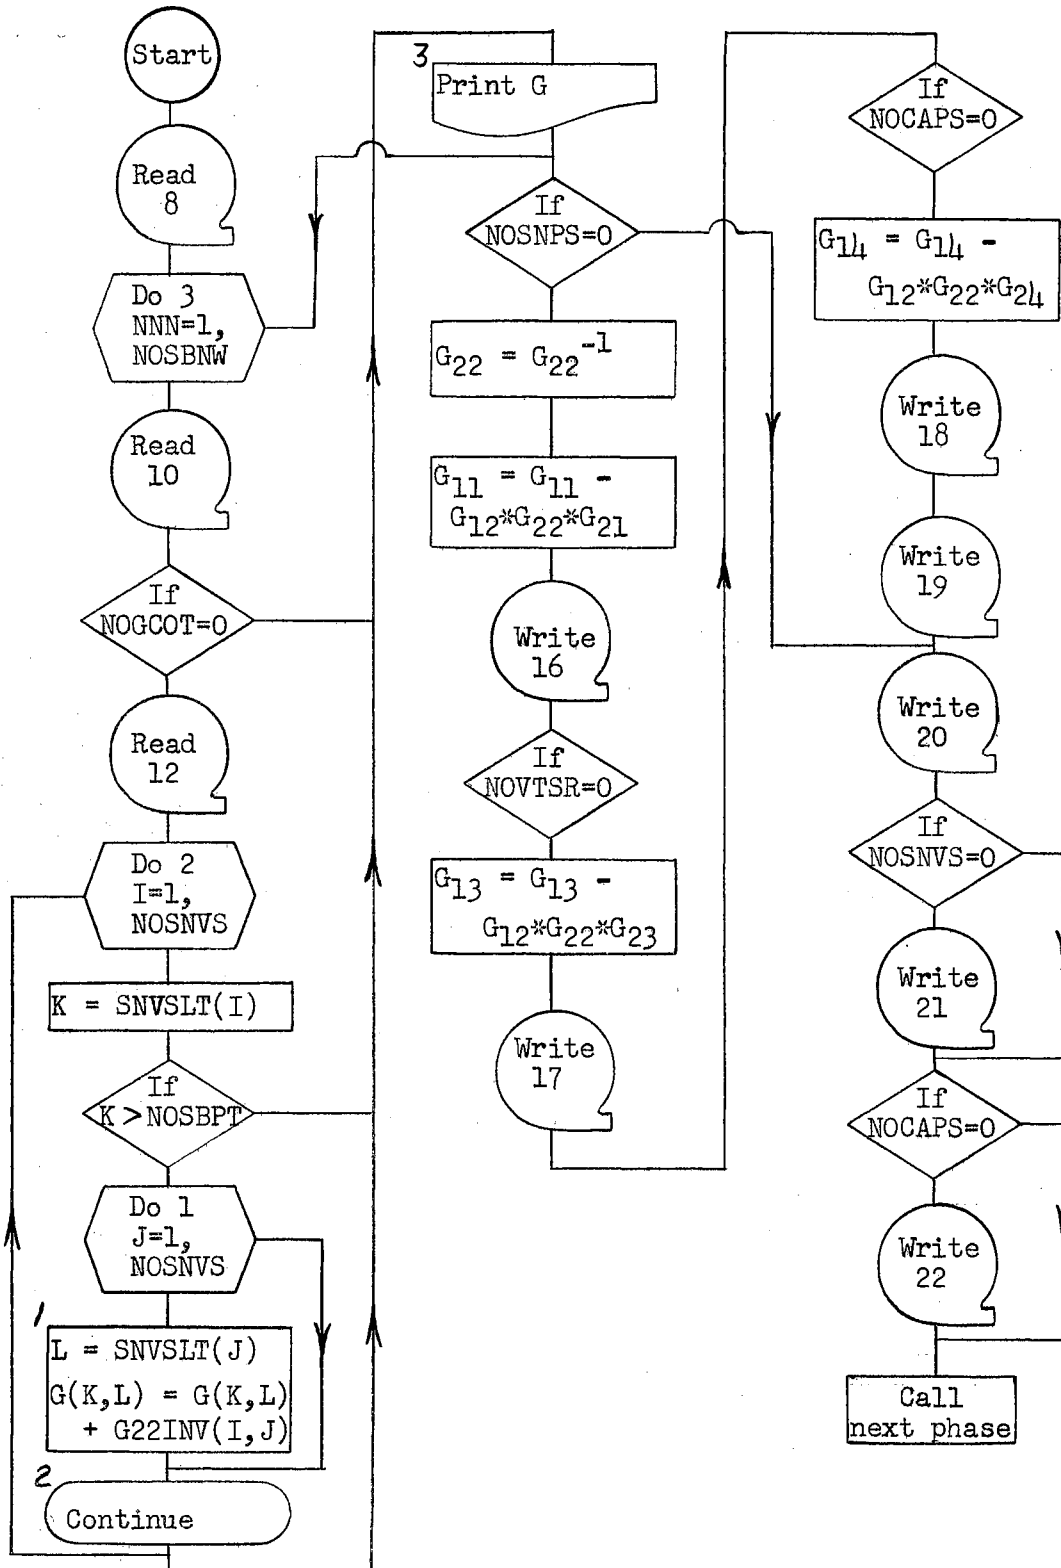 Start
Read
8
Do 3
NNN=1,
NOSBNW
Read
10
If
NOGCOT=0
Read
12
Do 2
I=1,
NOSNVS
K = SNVSLT(I)
If
K > NOSBPT
Do 1
J=1,
NOSNVS
1
L = SNVSLT(J)
G(K,L) = G(K,L)
+ G22INV(I,J)
2
Continue
3
Print G
If
NOSNPS=0
G22 = G22-1
G11 = G11 -
G12*G22*G21
Write
16
If
NOVTSR=0
G13 = G13 -
G12*G22*G23
Write
17
If
NOCAPS=0
G14 = G14 -
G12*G22*G24
Write
18
Write
19
Write
20
If
NOSNVS=0
Write
21
If
NOCAPS=0
Write
22
Call
next phase